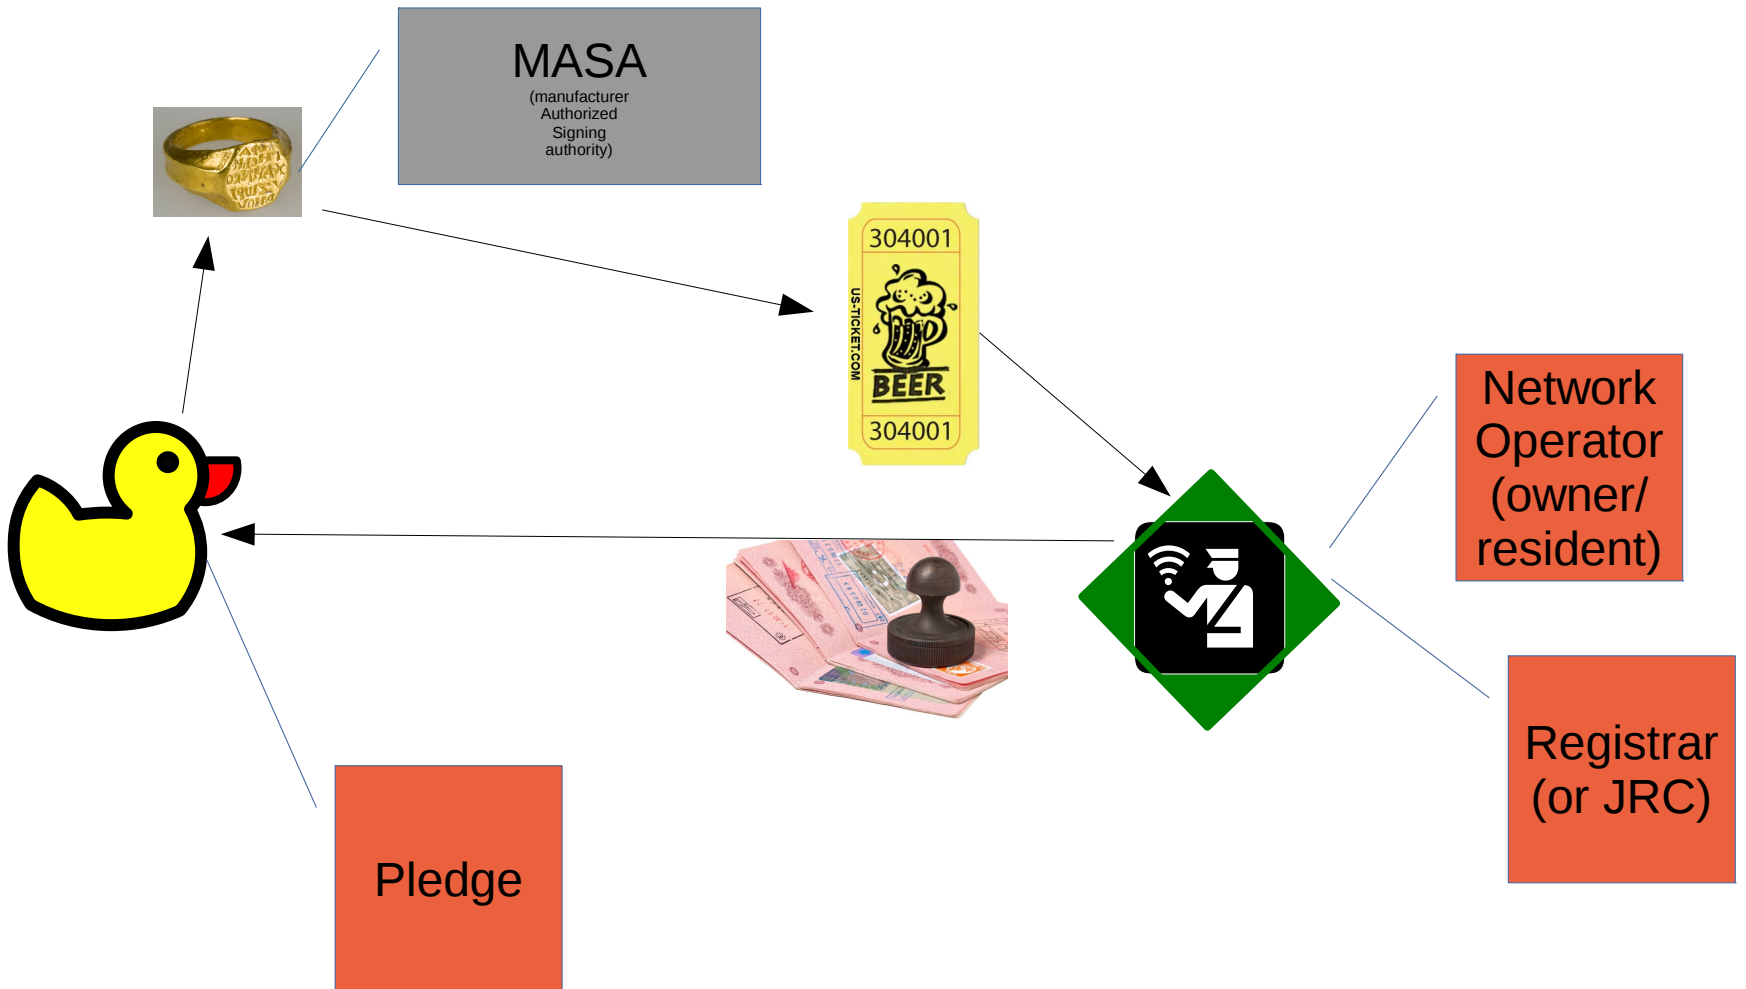 MASA
(manufacturer
Authorized
Signing
authority)
304001
US-TICKET.COM
BEER
304001
Network
Operator
(owner/
resident)
Registrar
(or JRC)
Pledge